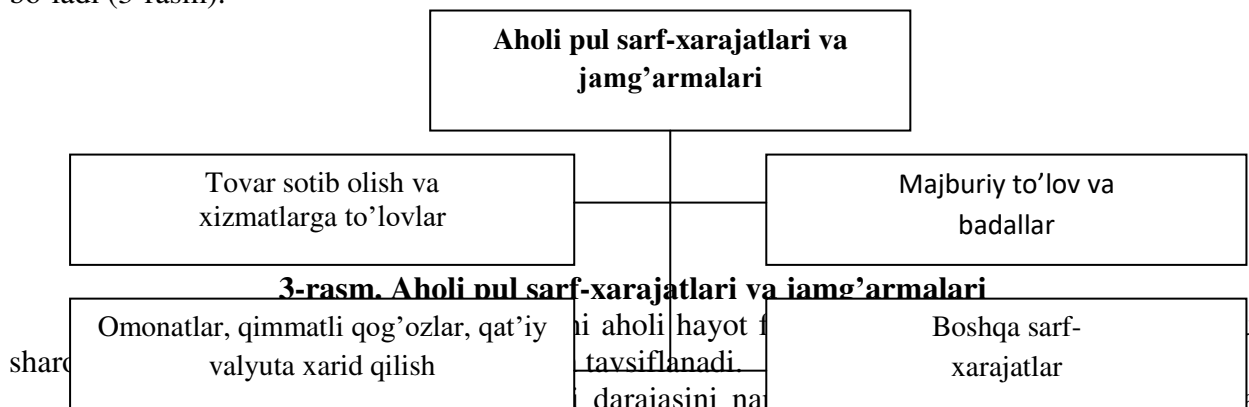 (3-rasm).
Aholi pul sarf-xarajatlari va
jamg’armalari
Tovar sotib olish va
xizmatlarga to’lovlar
Majburiy to’lov va
badallar
3-rasm. Aholi pul sarf-xarajatlari va jamg’armalari
Omonatlar, qimmatli qog’ozlar, qat’iy
valyuta xarid qilish
aholi hayot
tavsiflanadi.
darajasini
Boshqa sarf-
xarajatlar